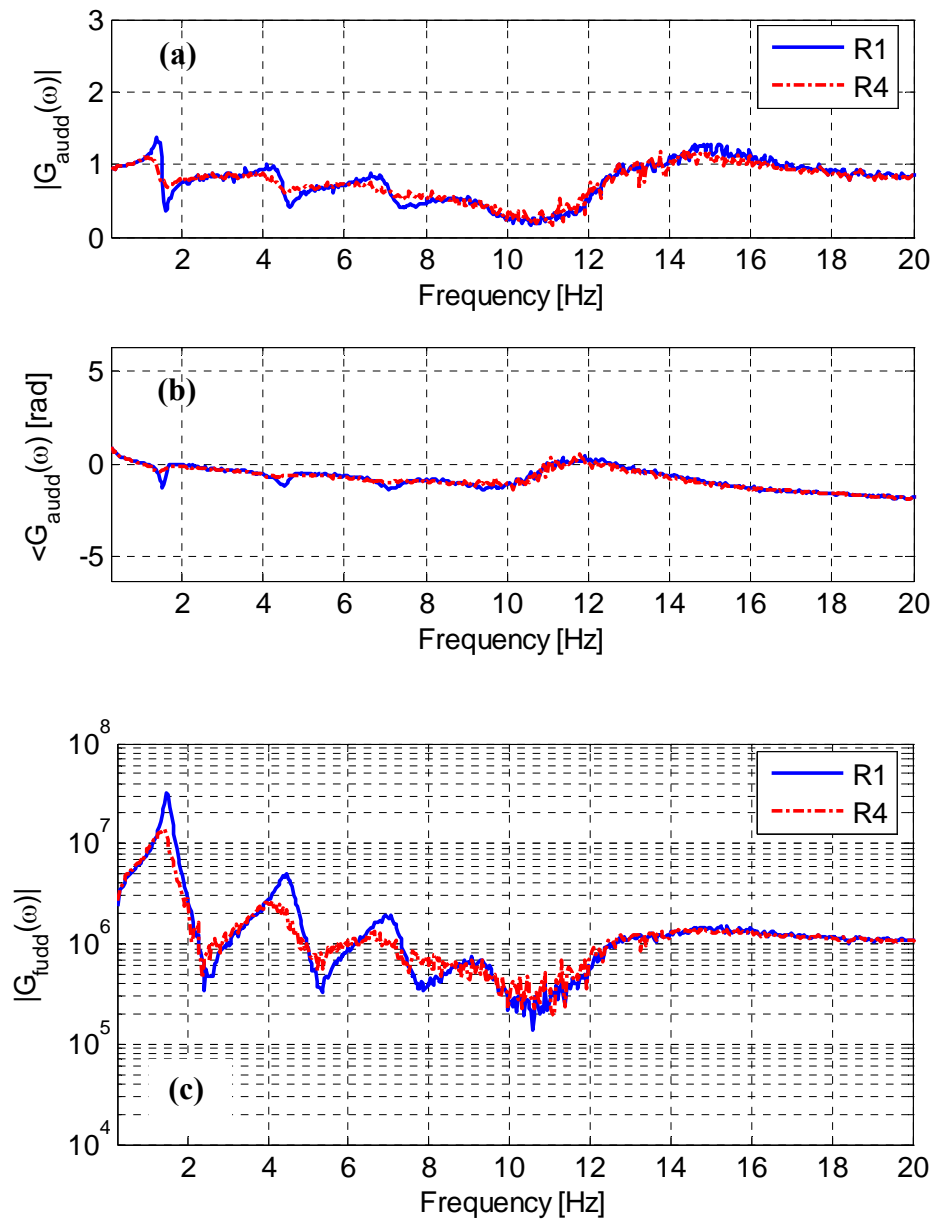 3
2
1
0
|G_audd(ω)|
(a)
R1
R4
2 4 6 8 10 12 14 16 18 20
Frequency [Hz]
5
0
-5
<G_audd(ω) [rad]
(b)
2 4 6 8 10 12 14 16 18 20
Frequency [Hz]
10^8
10^7
10^6
10^5
10^4
|G_fudd(ω)|
R1
R4
(c)
2 4 6 8 10 12 14 16 18 20
Frequency [Hz]